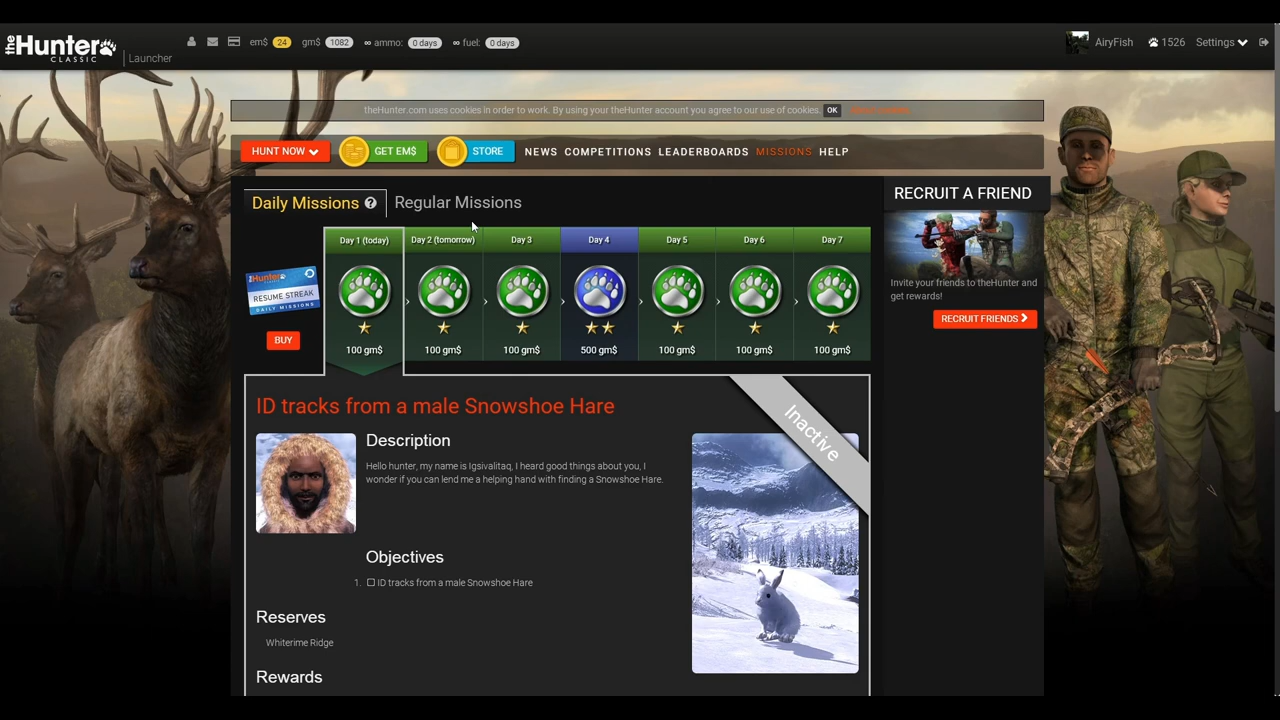 theHunter
CLASSIC
Launcher
em$ 24 gm$ 1082 ∞ ammo: 0 days ∞ fuel: 0 days
AiryFish 1526 Settings
theHunter.com uses cookies in order to work. By using your theHunter account you agree to our use of cookies. OK
HUNT NOW GET EM$ STORE NEWS COMPETITIONS LEADERBOARDS MISSIONS HELP
Daily Missions ? Regular Missions
Day 1 (today) Day 2 (tomorrow) Day 3 Day 4 Day 5 Day 6 Day 7
theHunter
RESUME STREAK
DAILY MISSIONS
BUY
100 gm$ 100 gm$ 100 gm$ 500 gm$ 100 gm$ 100 gm$ 100 gm$
RECRUIT A FRIEND
Invite your friends to theHunter and
get rewards!
RECRUIT FRIENDS
ID tracks from a male Snowshoe Hare
Inactive
Description
Hello hunter, my name is Igsivalitaq, I heard good things about you, I
wonder if you can lend me a helping hand with finding a Snowshoe Hare.
Objectives
1. ID tracks from a male Snowshoe Hare
Reserves
Whiterime Ridge
Rewards